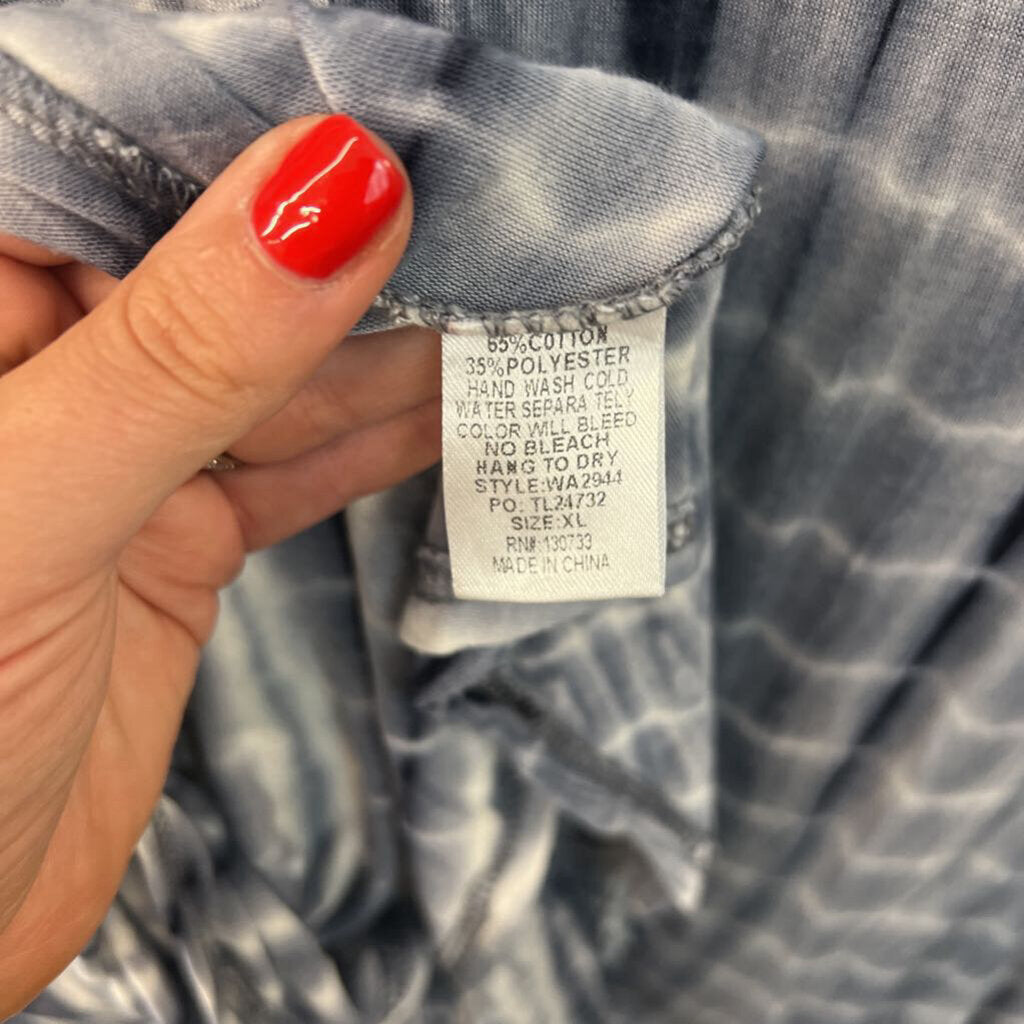 65%COTTON
35%POLYESTER
HAND WASH COLD,
WATER SEPARA TELY
COLOR WILL BLEED
NO BLEACH
HANG TO DRY
STYLE:WA2944
PO: TL24732
SIZE:XL
RN#:130733
MADE IN CHINA